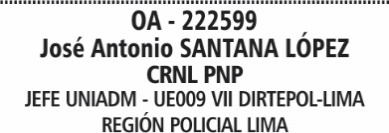 OA - 222599
José Antonio SANTANA LÓPEZ
CRNL PNP
JEFE UNIADM - UE009 VII DIRTEPOL-LIMA
REGIÓN POLICIAL LIMA